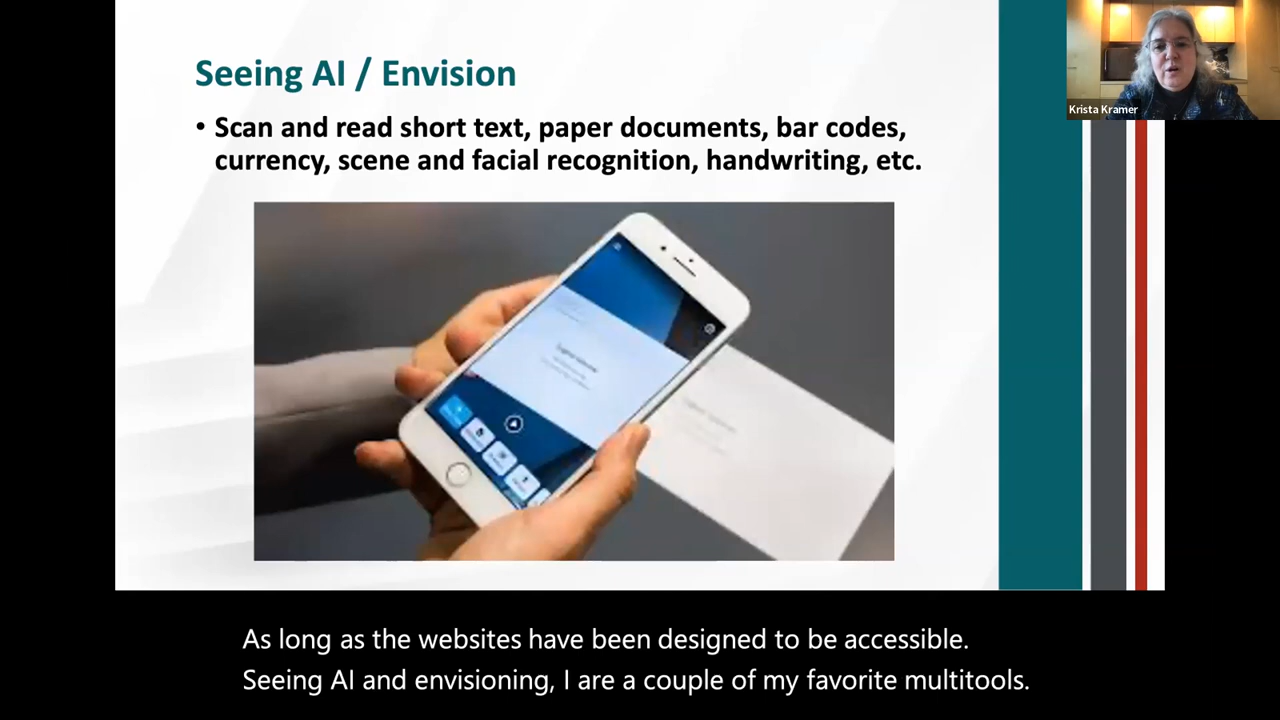 Seeing AI / Envision
• Scan and read short text, paper documents, bar codes,
currency, scene and facial recognition, handwriting, etc.
Krista Kramer
As long as the websites have been designed to be accessible.
Seeing AI and envisioning, I are a couple of my favorite multitools.